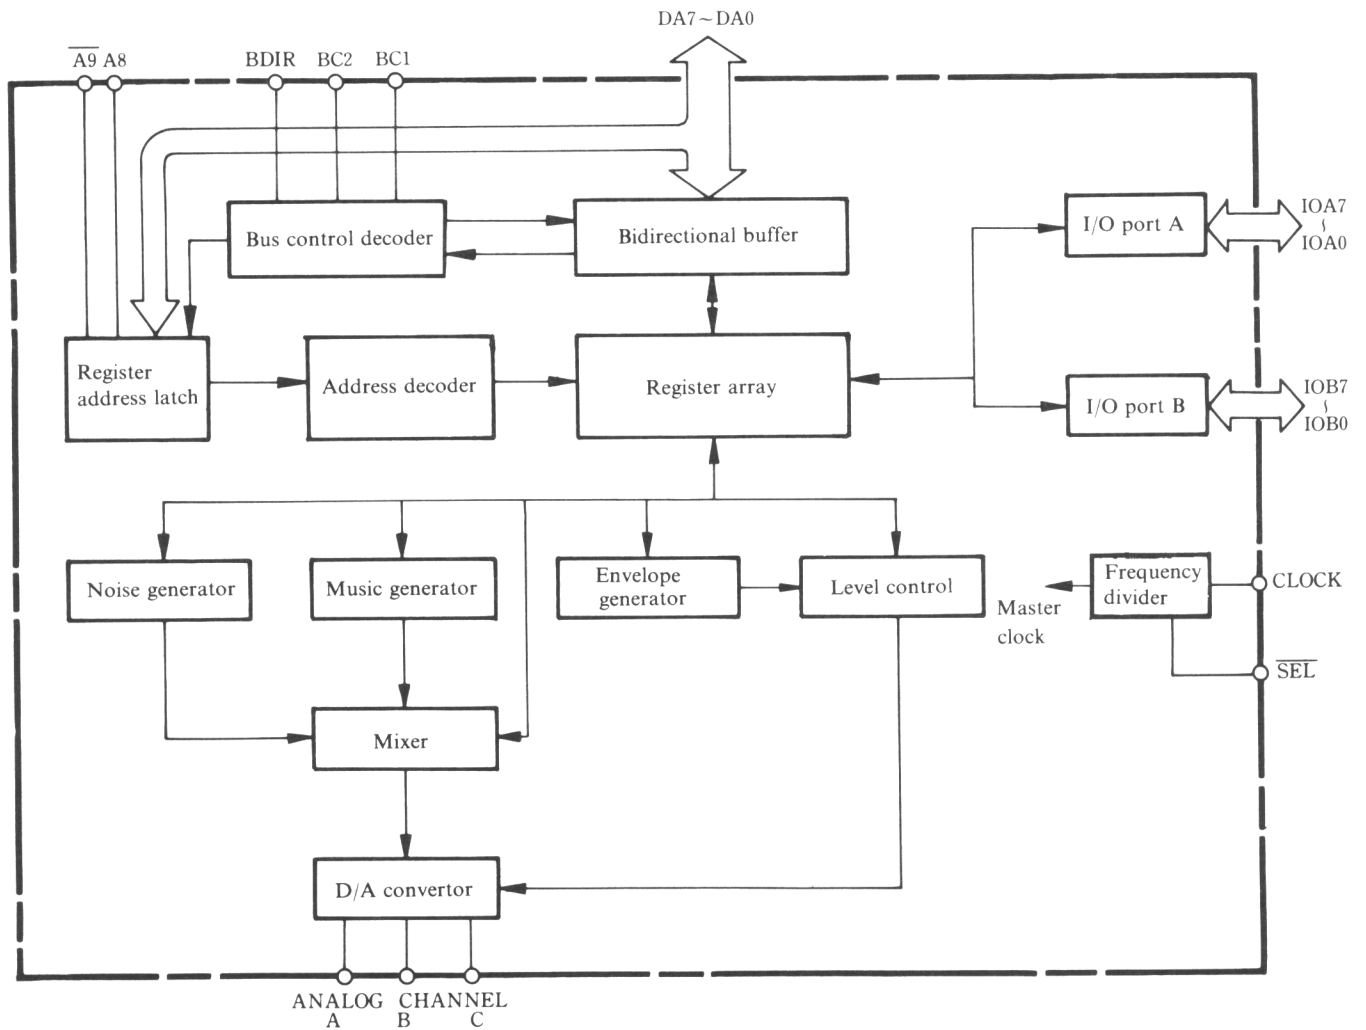 DA7~DA0
A9 A8 BDIR BC2 BC1
Bus control decoder
Bidirectional buffer
I/O port A
IOA7
~
IOA0
Register
address latch
Address decoder
Register array
I/O port B
IOB7
~
IOB0
Noise generator
Music generator
Envelope
generator
Level control
Master
clock
Frequency
divider
CLOCK
SEL
Mixer
D/A convertor
ANALOG CHANNEL
A B C